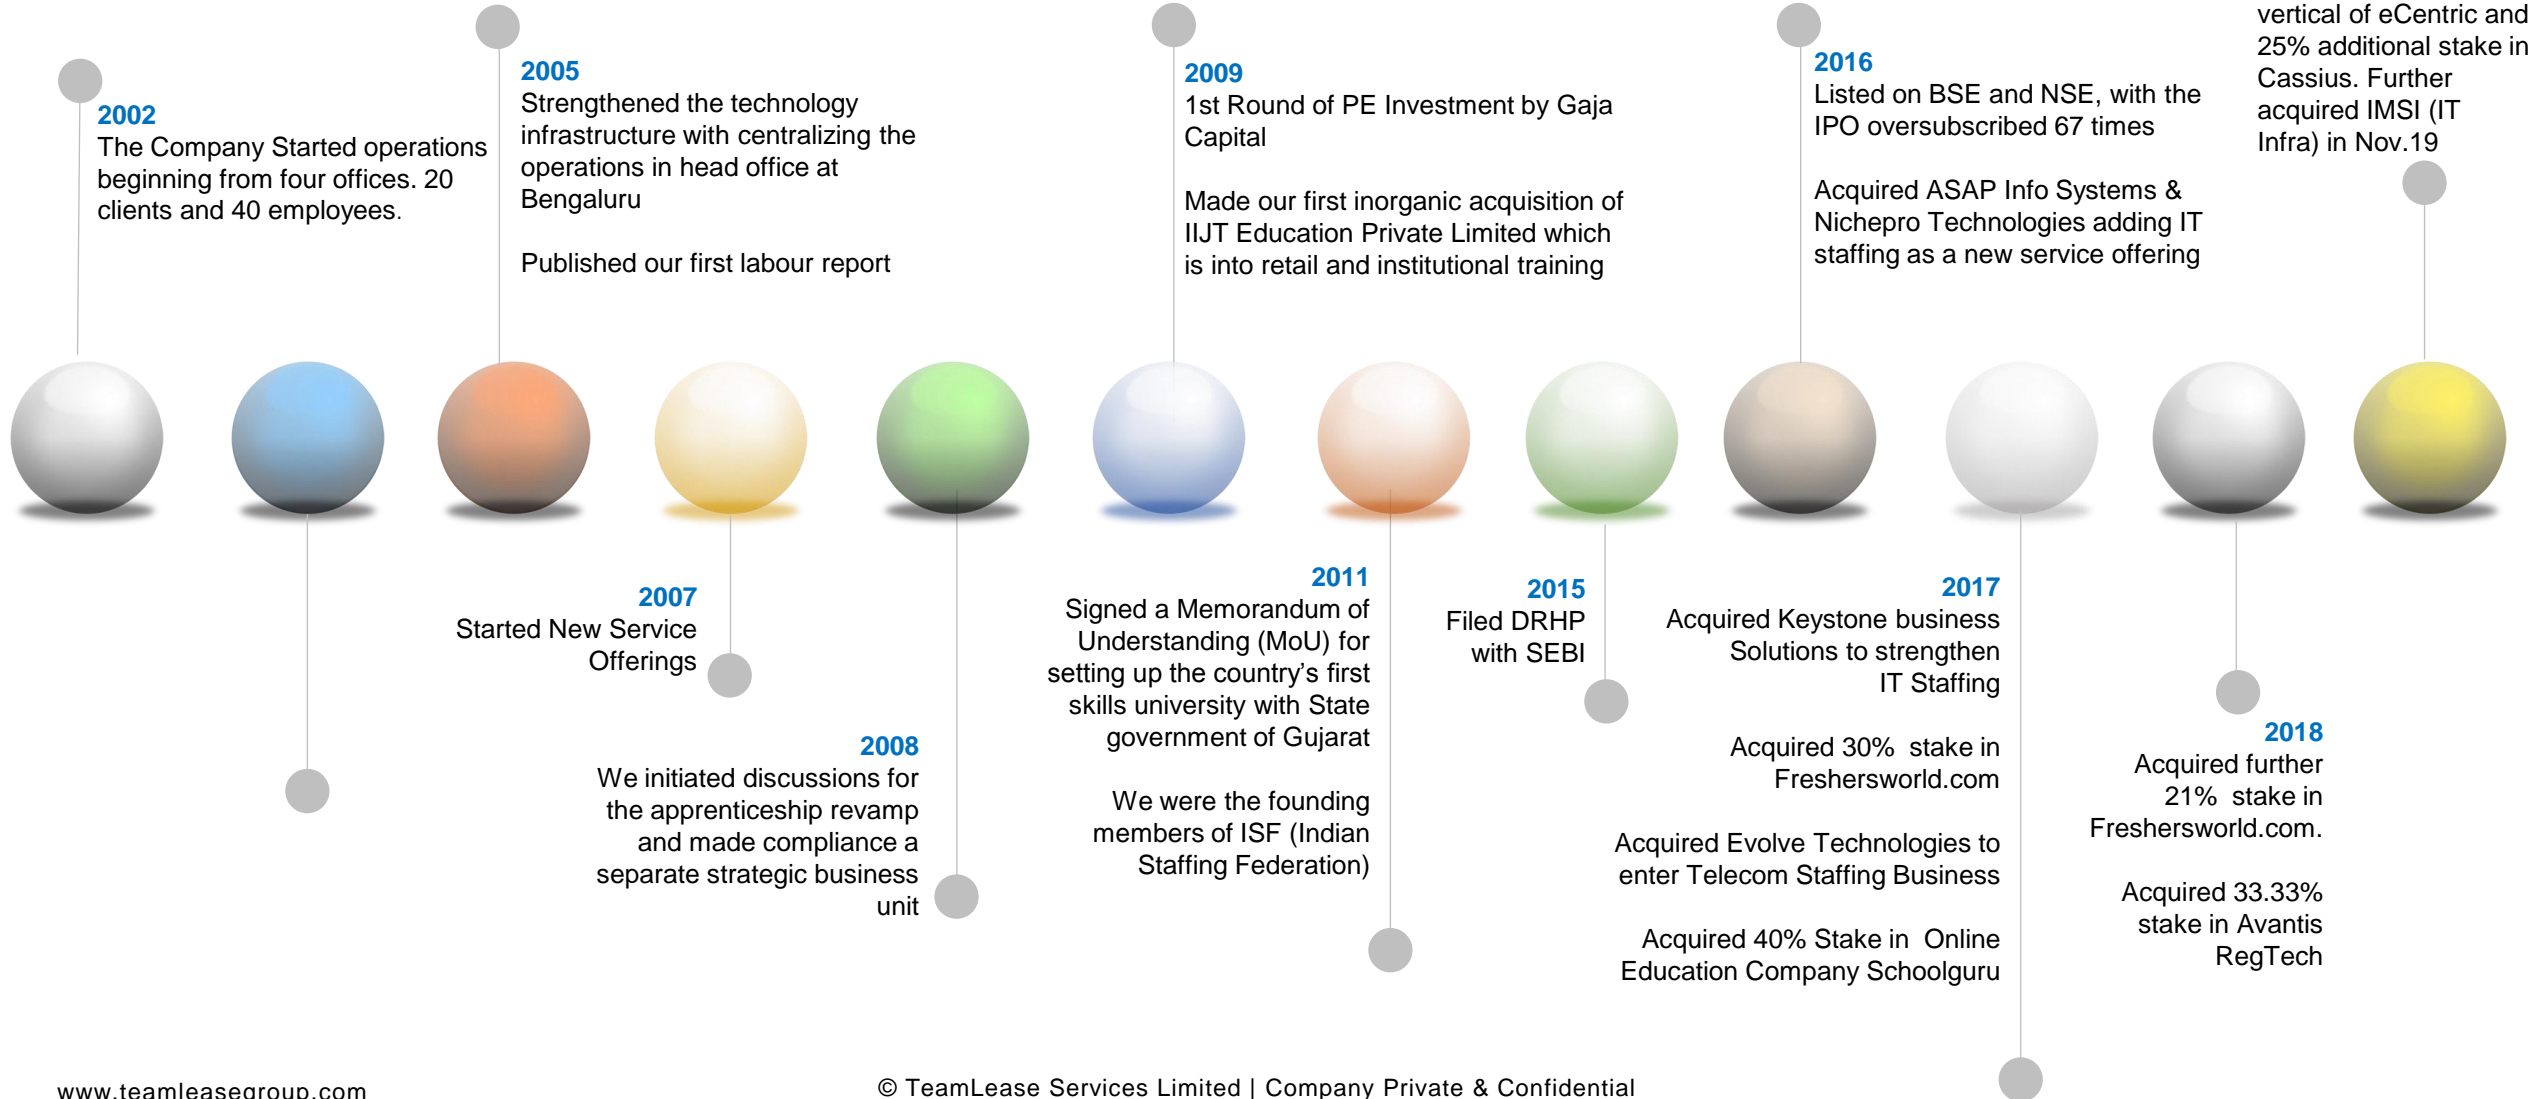 2002
The Company Started operations
beginning from four offices. 20
clients and 40 employees.
2005
Strengthened the technology
infrastructure with centralizing the
operations in head office at
Bengaluru
Published our first labour report
2007
Started New Service
Offerings
2008
We initiated discussions for
the apprenticeship revamp
and made compliance a
separate strategic business
unit
2009
1st Round of PE Investment by Gaja
Capital
Made our first inorganic acquisition of
IIJT Education Private Limited which
is into retail and institutional training
2011
Signed a Memorandum of
Understanding (MoU) for
setting up the country’s first
skills university with State
government of Gujarat
We were the founding
members of ISF (Indian
Staffing Federation)
2015
Filed DRHP
with SEBI
2016
Listed on BSE and NSE, with the
IPO oversubscribed 67 times
Acquired ASAP Info Systems &
Nichepro Technologies adding IT
staffing as a new service offering
2017
Acquired Keystone business
Solutions to strengthen
IT Staffing
Acquired 30% stake in
Freshersworld.com
Acquired Evolve Technologies to
enter Telecom Staffing Business
Acquired 40% Stake in Online
Education Company Schoolguru
2018
Acquired further
21% stake in
Freshersworld.com.
Acquired 33.33%
stake in Avantis
RegTech
vertical of eCentric and
25% additional stake in
Cassius. Further
acquired IMSI (IT
Infra) in Nov.19
www.teamleasegroup.com
© TeamLease Services Limited | Company Private & Confidential